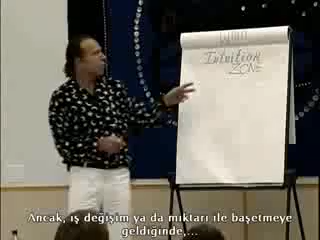 Intuition
ZONE
Ancak, iş değişim ya da miktarı ile başetmeye
geldiğinde,...